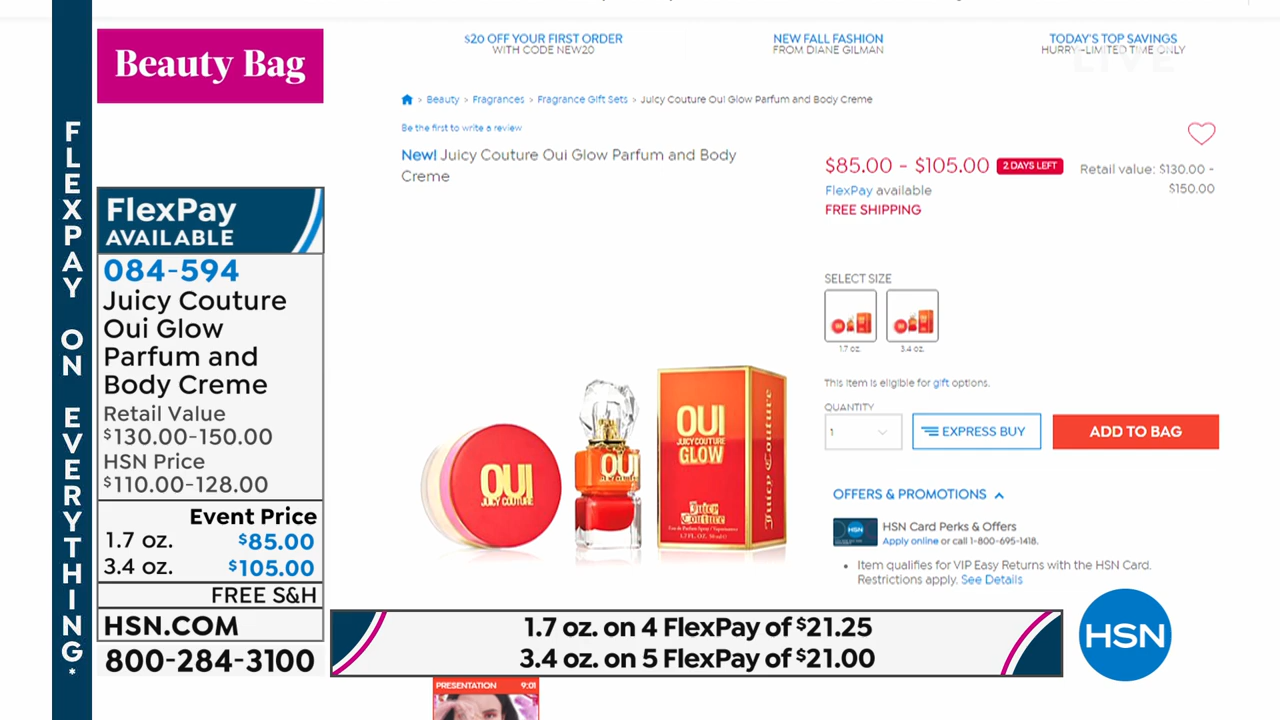 $20 OFF YOUR FIRST ORDER
WITH CODE NEW20
NEW FALL FASHION
FROM DIANE GILMAN
TODAY'S TOP SAVINGS
HURRY–LIMITED TIME ONLY
LIVE
Beauty Bag
FLEXPAY ON EVERYTHING.*
Beauty > Fragrances > Fragrance Gift Sets > Juicy Couture Oui Glow Parfum and Body Creme
Be the first to write a review
New! Juicy Couture Oui Glow Parfum and Body
Creme
$85.00 - $105.00 2 DAYS LEFT
Retail value: $130.00 -
$150.00
FlexPay available
FREE SHIPPING
SELECT SIZE
1.7 oz.
3.4 oz.
This item is eligible for gift options.
QUANTITY
1
EXPRESS BUY
ADD TO BAG
OFFERS & PROMOTIONS
HSN
HSN Card Perks & Offers
Apply online or call 1-800-695-1418.
• Item qualifies for VIP Easy Returns with the HSN Card.
Restrictions apply. See Details
FlexPay
AVAILABLE
084-594
Juicy Couture
Oui Glow
Parfum and
Body Creme
Retail Value
$130.00-150.00
HSN Price
$110.00-128.00
Event Price
1.7 oz. $85.00
3.4 oz. $105.00
FREE S&H
HSN.COM
800-284-3100
OUI
JUICY COUTURE
OUI
OUI
JUICY COUTURE
GLOW
Juicy
Couture
Juicy Couture
1.7 oz. on 4 FlexPay of $21.25
3.4 oz. on 5 FlexPay of $21.00
HSN
PRESENTATION 9:01